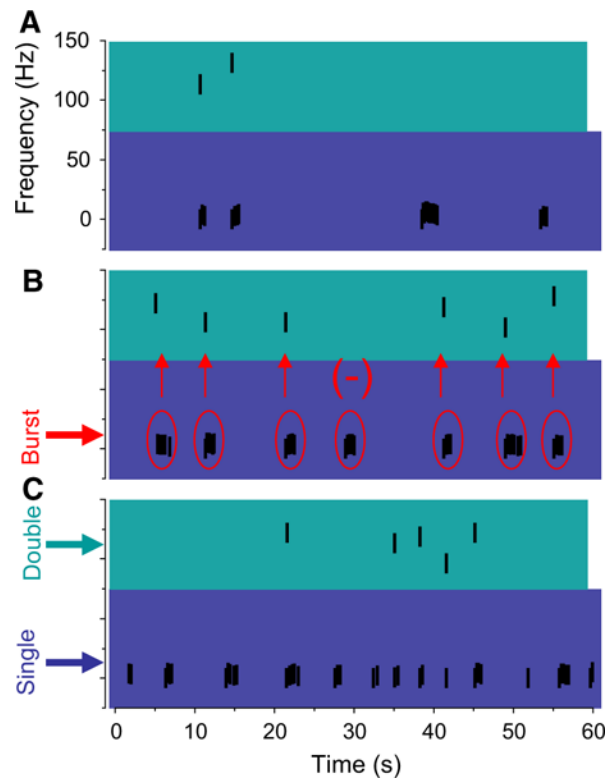 A
150
100
50
0
Frequency (Hz)
B
(-)
Burst
C
Double
Single
0 10 20 30 40 50 60
Time (s)